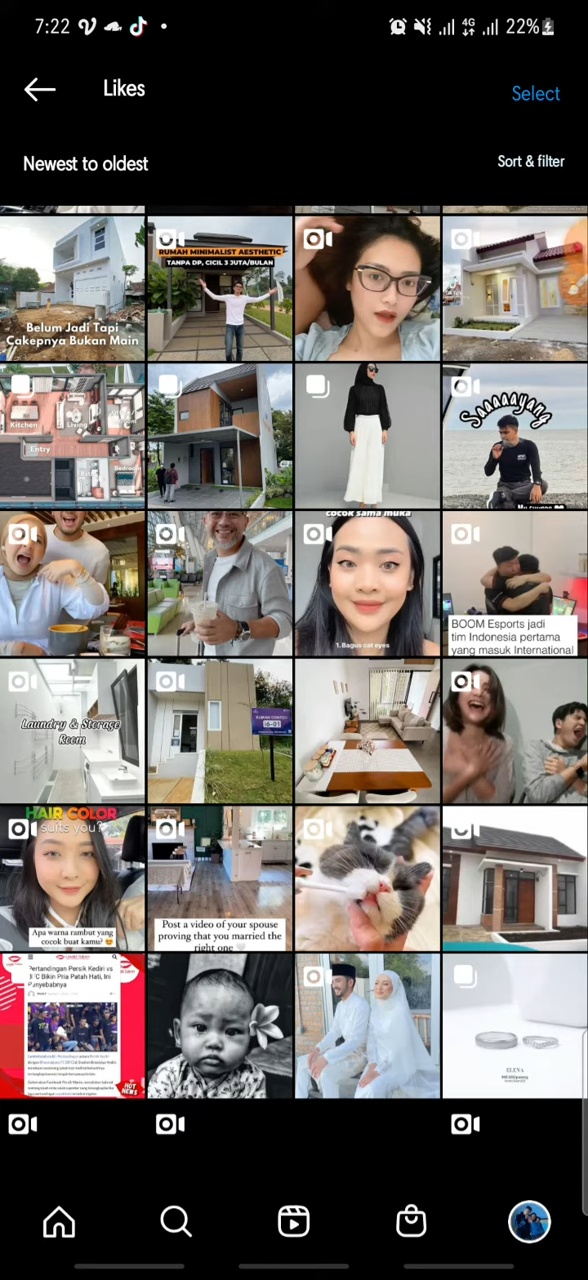 7:22
4G
22%
Likes
Select
Newest to oldest
Sort & filter
Belum Jadi Tapi
Cakepnya Bukan Main
RUMAH MINIMALIST AESTHETIC
TANPA DP, CICIL 3 JUTA/BULAN
Kitchen
Living
Entry
Saaaaayang
cocok sama muka
1. Bagus cat eyes
BOOM Esports jadi
tim Indonesia pertama
yang masuk International
Laundry & Storage
Room
RUMAH CONTOH
HAIR COLOR
suits you?
Apa warna rambut yang
cocok buat kamu?
Post a video of your spouse
proving that you married the
right one
Pertandingan Persik Kediri vs
Bikin Pria Patah Hati, Ini
Penyebabnya
HOT
NEWS
ELENA